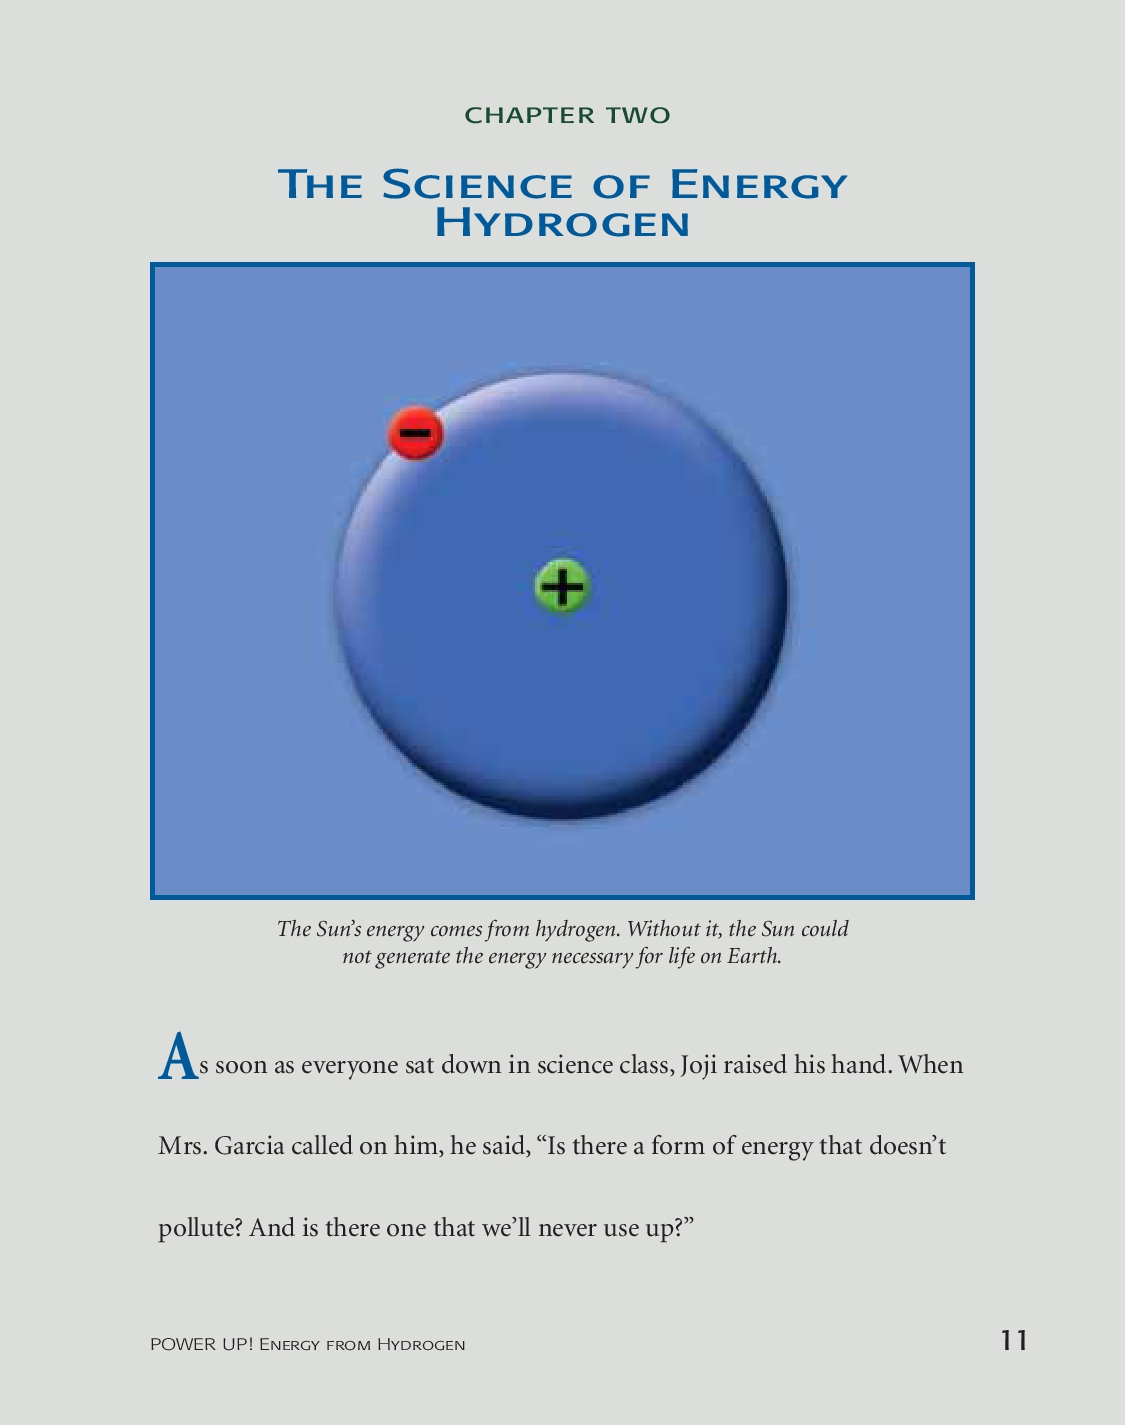 CHAPTER TWO
THE SCIENCE OF ENERGY
HYDROGEN
−
+
The Sun’s energy comes from hydrogen. Without it, the Sun could
not generate the energy necessary for life on Earth.
As soon as everyone sat down in science class, Joji raised his hand. When
Mrs. Garcia called on him, he said, “Is there a form of energy that doesn’t
pollute? And is there one that we’ll never use up?”
POWER UP! ENERGY FROM HYDROGEN 11